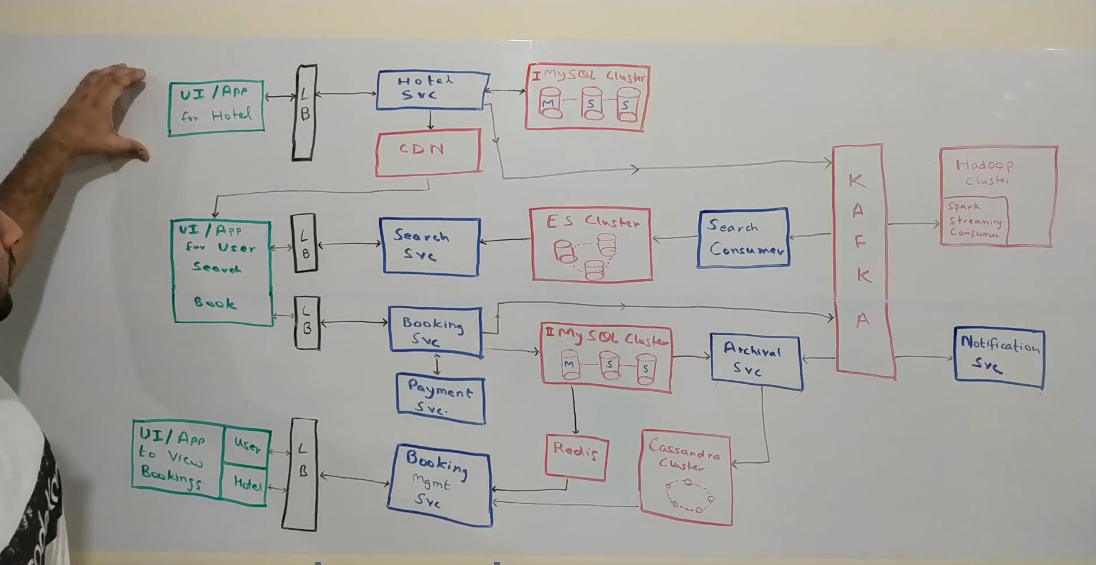 UI/App
for Hotel
L
B
Hotel
Svc
I MySQL Cluster
M
S
S
CDN
K
A
F
K
A
Hadoop
Cluster
Spark
Streaming
Consumer
UI/App
for User
Search
Book
L
B
Search
Svc
ES Cluster
Search
Consumer
L
B
Booking
Svc
II MySQL Cluster
M
S
S
Archival
Svc
Notification
Svc
Payment
Svc.
UI/App
to View
Bookings
User
Hotel
L
B
Booking
Mgmt
Svc
Redis
Cassandra
Cluster